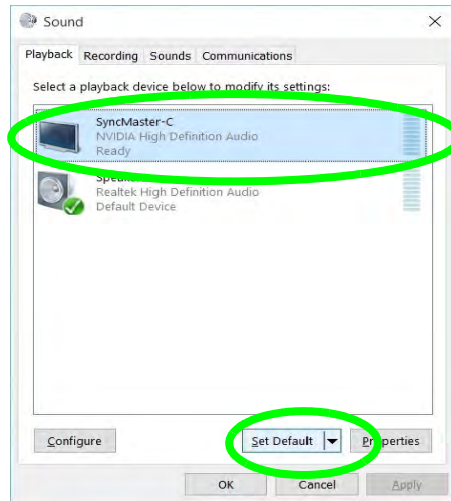 Sound
Playback Recording Sounds Communications
Select a playback device below to modify its settings:
SyncMaster-C
NVIDIA High Definition Audio
Ready
Realtek High Definition Audio
Default Device
Configure Set Default Properties
OK Cancel Apply